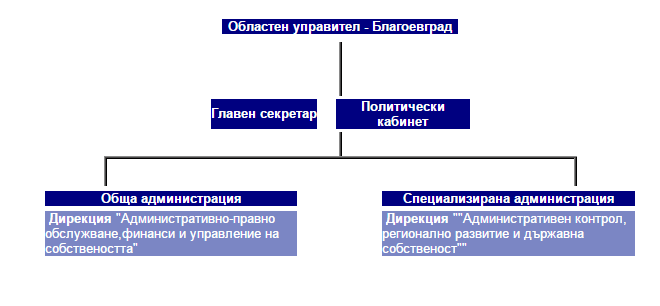 Областен управител - Благоевград
Главен секретар
Политически
кабинет
Обща администрация
Дирекция "Административно-правно
обслужване,финанси и управление на
собствеността"
Специализирана администрация
Дирекция ""Административен контрол,
регионално развитие и държавна
собственост""